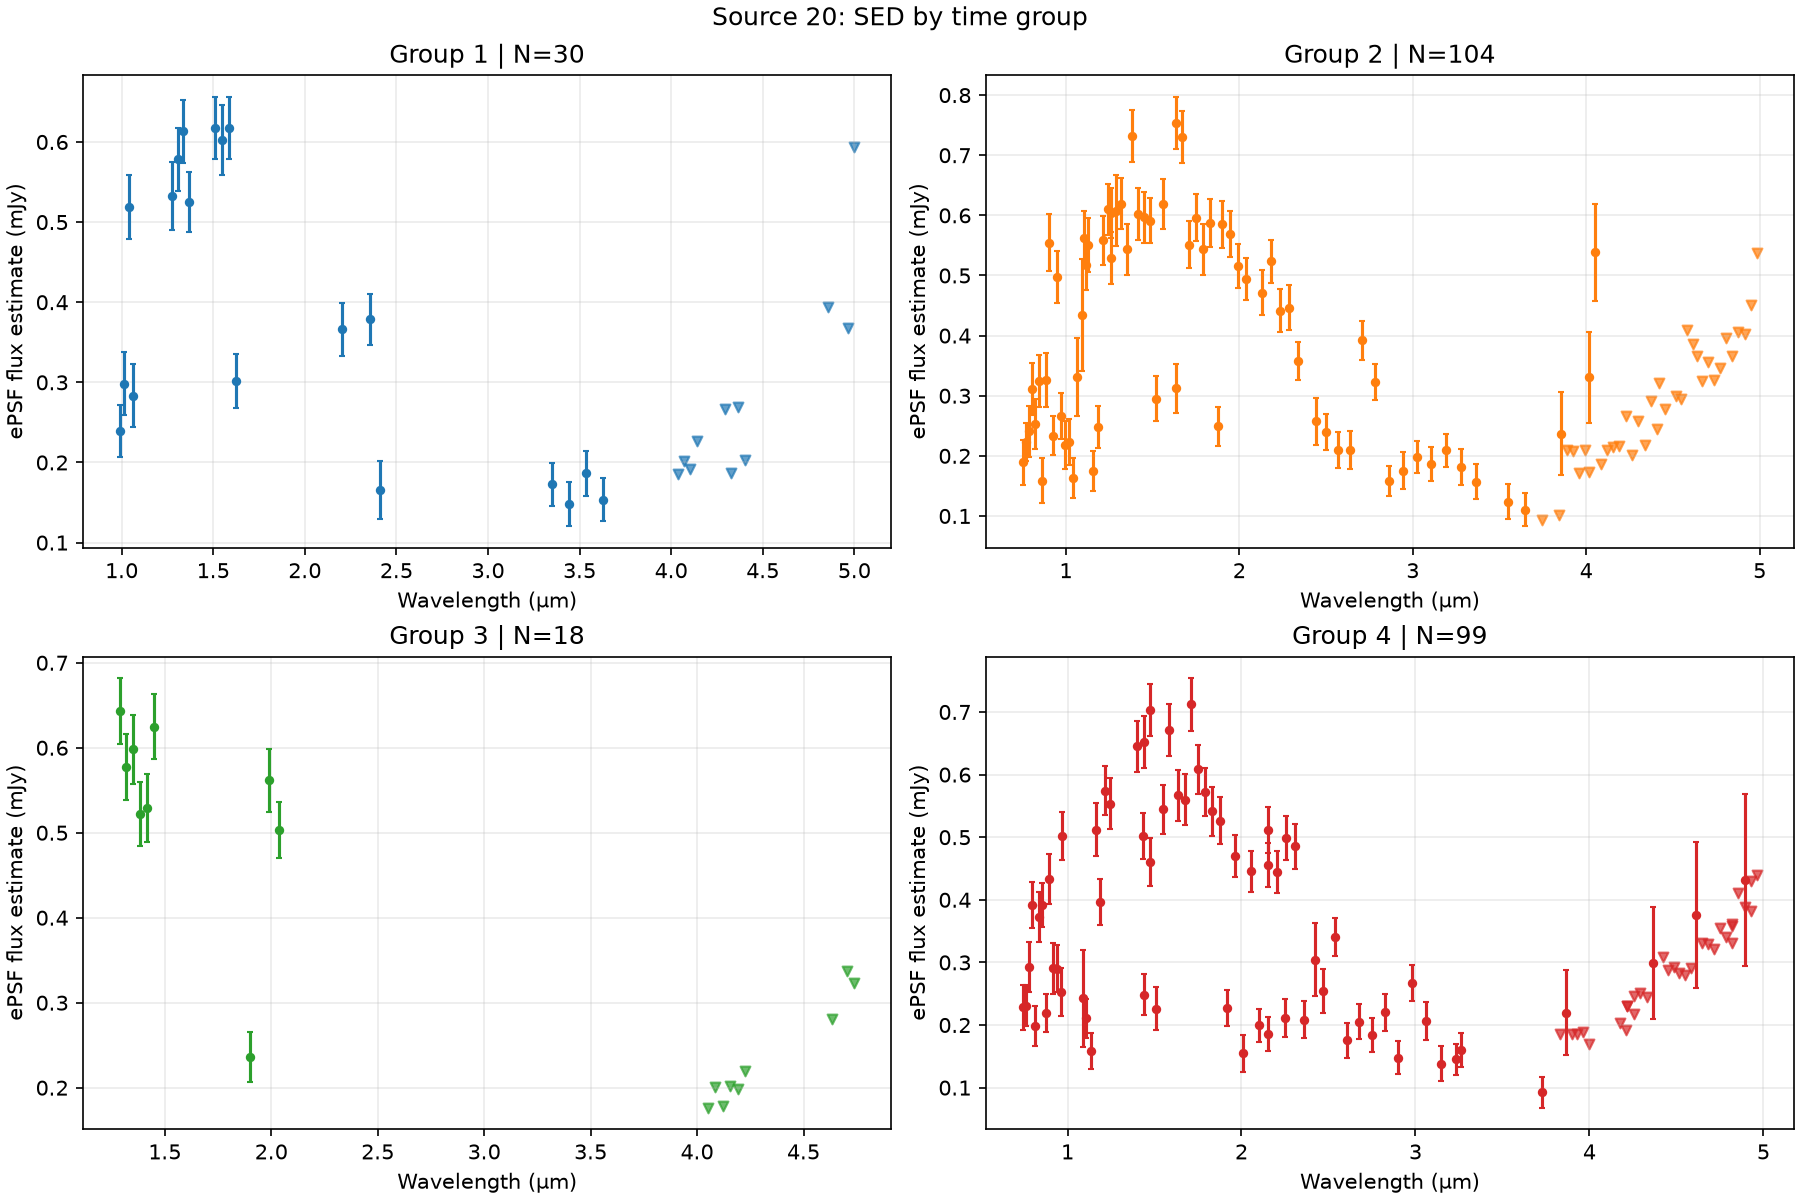 Source 20: SED by time group
Group 1 | N=30
ePSF flux estimate (mJy)
0.6
0.5
0.4
0.3
0.2
0.1
1.0 1.5 2.0 2.5 3.0 3.5 4.0 4.5 5.0
Wavelength (µm)
Group 2 | N=104
ePSF flux estimate (mJy)
0.8
0.7
0.6
0.5
0.4
0.3
0.2
0.1
1 2 3 4 5
Wavelength (µm)
Group 3 | N=18
ePSF flux estimate (mJy)
0.7
0.6
0.5
0.4
0.3
0.2
1.5 2.0 2.5 3.0 3.5 4.0 4.5
Wavelength (µm)
Group 4 | N=99
ePSF flux estimate (mJy)
0.7
0.6
0.5
0.4
0.3
0.2
0.1
1 2 3 4 5
Wavelength (µm)